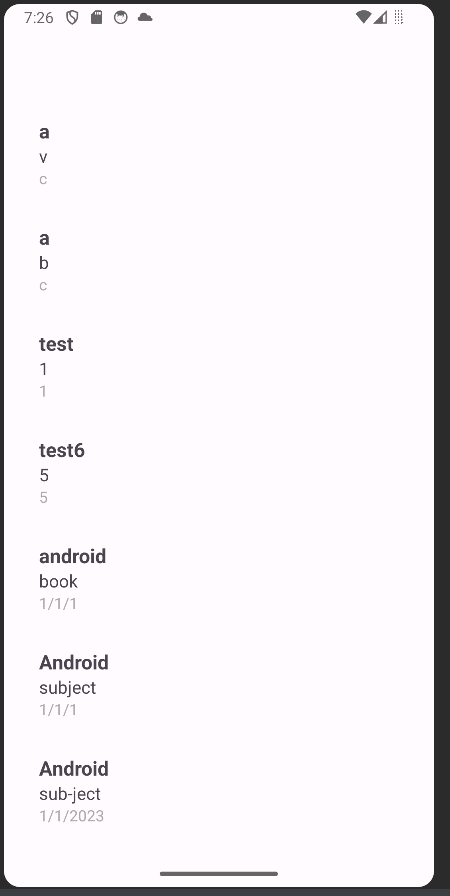 7:26
a
v
c
a
b
c
test
1
1
test6
5
5
android
book
1/1/1
Android
subject
1/1/1
Android
sub-ject
1/1/2023